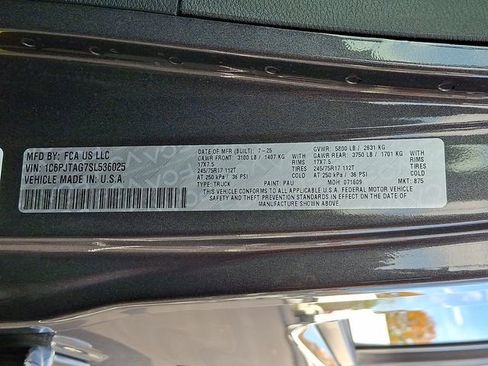 MFD BY: FCA US LLC
VIN: 1C6PJTAG7SL536025
VEHICLE MADE IN: U.S.A.
DATE OF MFR (BUILT): 7-25 GVWR: 5800 LB / 2631 KG
GAWR FRONT: 3100 LB / 1407 KG WITH GAWR REAR: 3750 LB / 1701 KG WITH
17X7.5 17X7.5
245/75R17 112T 245/75R17 112T
AT 250 kPa / 36 PSI COLD AT 250 kPa / 36 PSI COLD
TYPE: TRUCK PAINT: PAU MDH: 071609 MKT: 875
THIS VEHICLE CONFORMS TO ALL APPLICABLE U.S.A. FEDERAL MOTOR VEHICLE
SAFETY AND THEFT PREVENTION STANDARDS IN EFFECT ON THE DATE OF MANUFACTURE
SHOWN ABOVE.